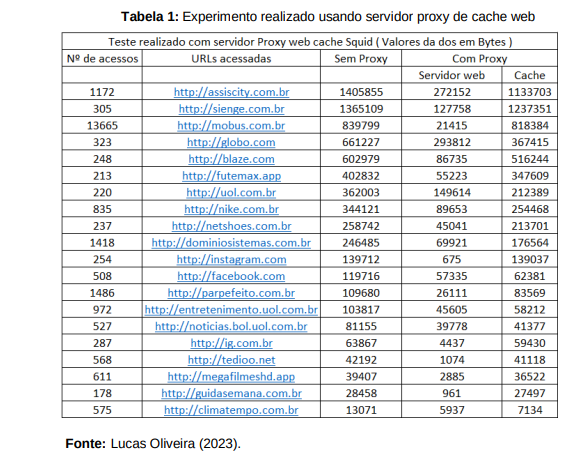 Tabela 1: Experimento realizado usando servidor proxy de cache web
Teste realizado com servidor Proxy web cache Squid ( Valores da dos em Bytes )
Nº de acessos URLs acessadas Sem Proxy Com Proxy
Servidor web Cache
1172 http://assiscity.com.br 1405855 272152 1133703
305 http://sienge.com.br 1365109 127758 1237351
13665 http://mobus.com.br 839799 21415 818384
323 http://globo.com 661227 293812 367415
248 http://blaze.com 602979 86735 516244
213 http://futemax.app 402832 55223 347609
220 http://uol.com.br 362003 149614 212389
835 http://nike.com.br 344121 89653 254468
237 http://netshoes.com.br 258742 45041 213701
1418 http://dominiosistemas.com.br 246485 69921 176564
254 http://instagram.com 139712 675 139037
508 http://facebook.com 119716 57335 62381
1486 http://parpefeito.com.br 109680 26111 83569
972 http://entretenimento.uol.com.br 103817 45605 58212
527 http://noticias.bol.uol.com.br 81155 39778 41377
287 http://ig.com.br 63867 4437 59430
568 http://tedioo.net 42192 1074 41118
611 http://megafilmeshd.app 39407 2885 36522
178 http://guidasemana.com.br 28458 961 27497
575 http://climatempo.com.br 13071 5937 7134
Fonte: Lucas Oliveira (2023).